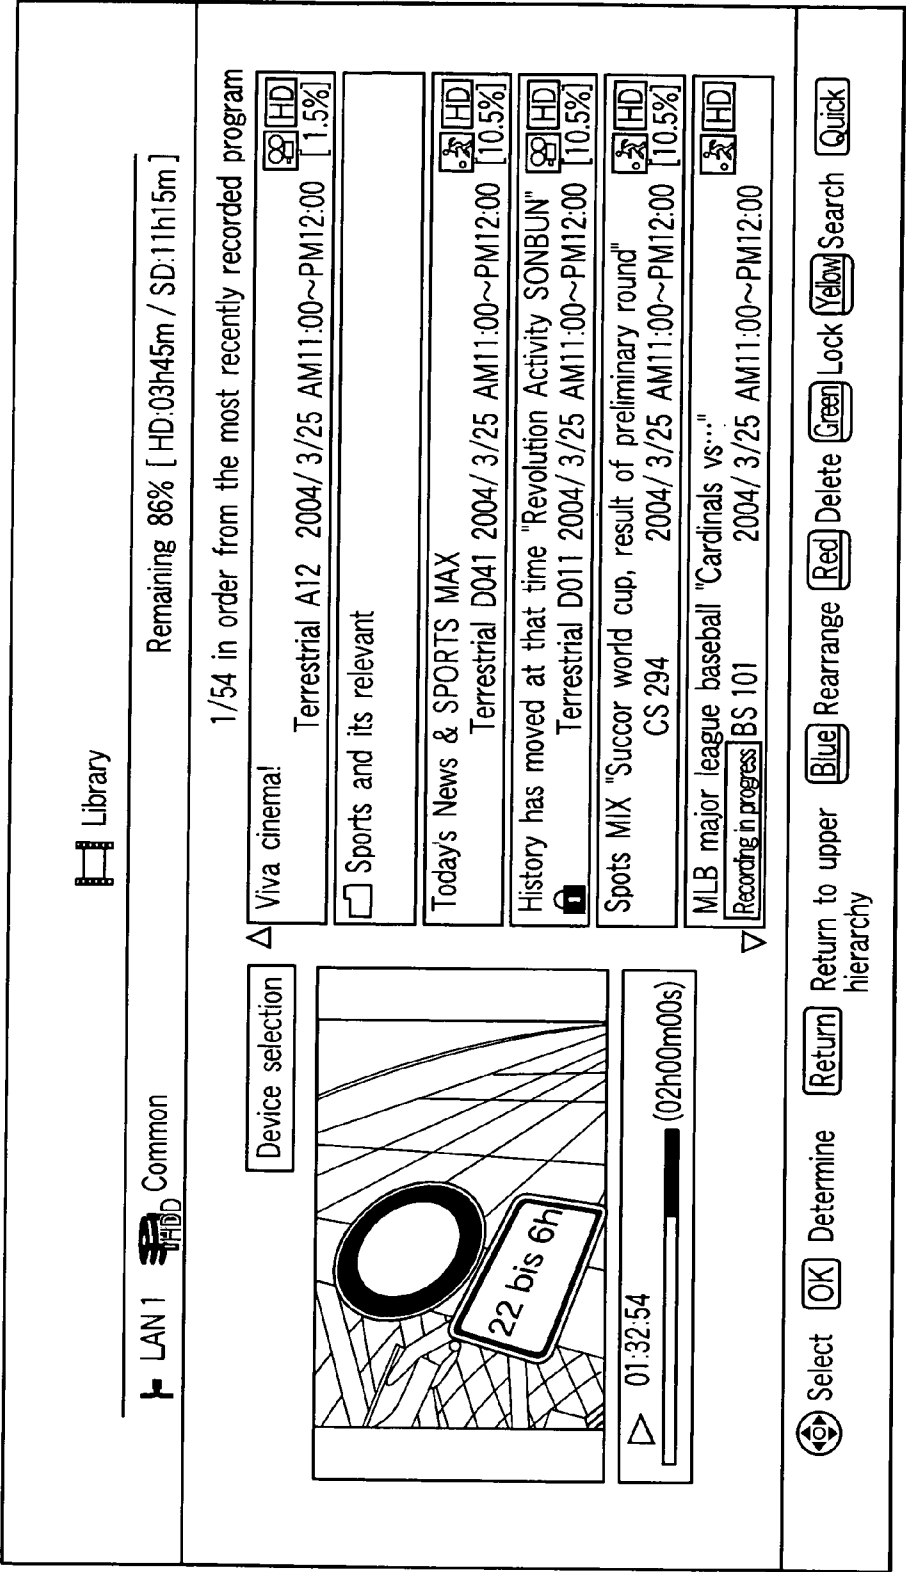 Library
LAN 1 HDD Common
Remaining 86% [ HD:03h45m / SD:11h15m ]
1/54 in order from the most recently recorded program
Device selection
22 bis 6h
01:32:54
(02h00m00s)
Viva cinema!
HD
Terrestrial A12 2004/ 3/25 AM11:00~PM12:00 [ 1.5%]
Sports and its relevant
Today's News & SPORTS MAX
HD
Terrestrial D041 2004/ 3/25 AM11:00~PM12:00 [10.5%]
History has moved at that time "Revolution Activity SONBUN"
HD
Terrestrial D011 2004/ 3/25 AM11:00~PM12:00 [10.5%]
Spots MIX "Succor world cup, result of preliminary round"
HD
CS 294 2004/ 3/25 AM11:00~PM12:00 [10.5%]
MLB major league baseball "Cardinals vs···"
HD
Recording in progress BS 101 2004/ 3/25 AM11:00~PM12:00
Select OK Determine Return Return to upper hierarchy Blue Rearrange Red Delete Green Lock Yellow Search Quick